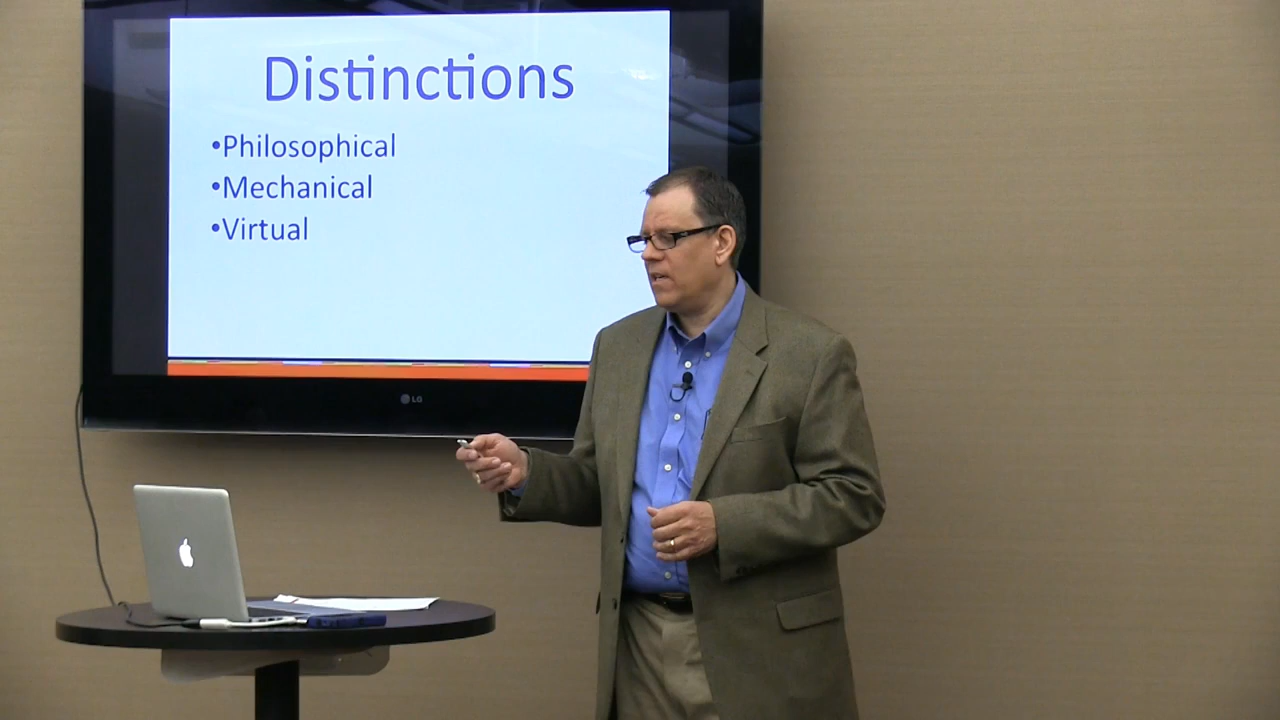 Distinctions
•Philosophical
•Mechanical
•Virtual
LG